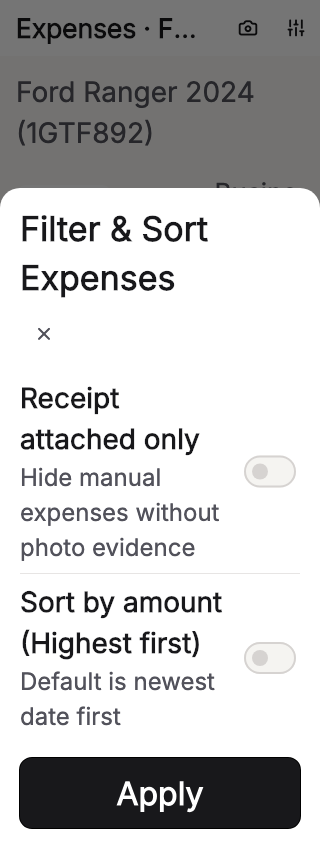 Expenses · F...
Ford Ranger 2024
(1GTF892)
Filter & Sort
Expenses
×
Receipt
attached only
Hide manual
expenses without
photo evidence
Sort by amount
(Highest first)
Default is newest
date first
Apply